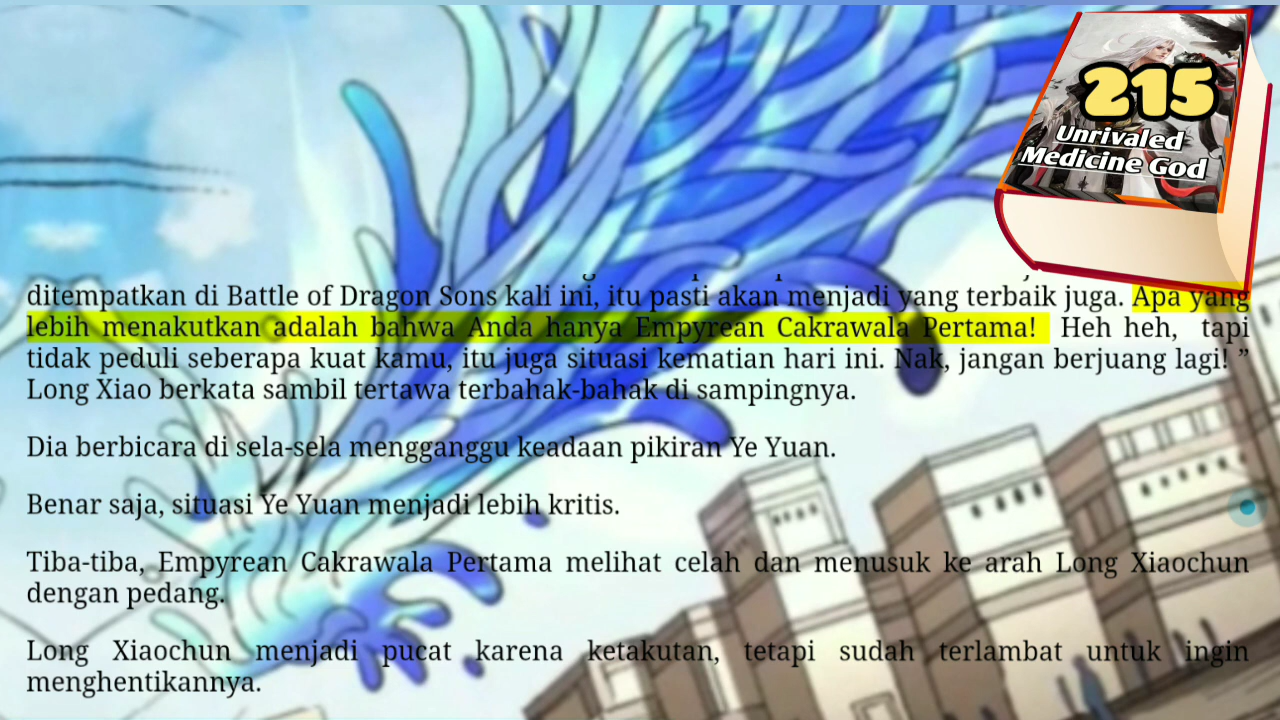 215
Unrivaled
Medicine God
ditempatkan di Battle of Dragon Sons kali ini, itu pasti akan menjadi yang terbaik juga. Apa yang
lebih menakutkan adalah bahwa Anda hanya Empyrean Cakrawala Pertama! Heh heh, tapi
tidak peduli seberapa kuat kamu, itu juga situasi kematian hari ini. Nak, jangan berjuang lagi! ”
Long Xiao berkata sambil tertawa terbahak-bahak di sampingnya.
Dia berbicara di sela-sela mengganggu keadaan pikiran Ye Yuan.
Benar saja, situasi Ye Yuan menjadi lebih kritis.
Tiba-tiba, Empyrean Cakrawala Pertama melihat celah dan menusuk ke arah Long Xiaochun
dengan pedang.
Long Xiaochun menjadi pucat karena ketakutan, tetapi sudah terlambat untuk ingin
menghentikannya.